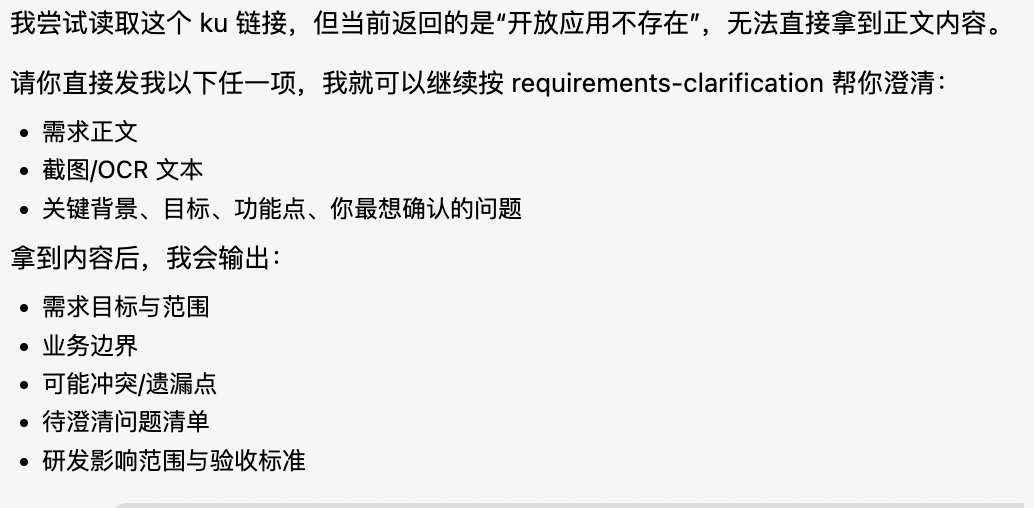 我尝试读取这个 ku 链接，但当前返回的是“开放应用不存在”，无法直接拿到正文内容。
请你直接发我以下任一项，我就可以继续按 requirements-clarification 帮你澄清：
• 需求正文
• 截图/OCR 文本
• 关键背景、目标、功能点、你最想确认的问题
拿到内容后，我会输出：
• 需求目标与范围
• 业务边界
• 可能冲突/遗漏点
• 待澄清问题清单
• 研发影响范围与验收标准